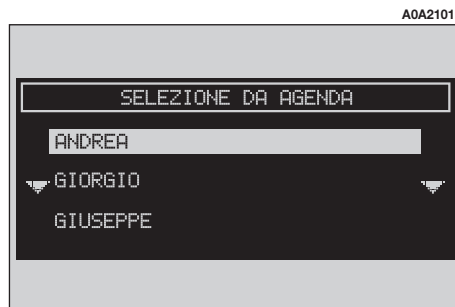 A0A2101
SELEZIONE DA AGENDA
ANDREA
GIORGIO
GIUSEPPE